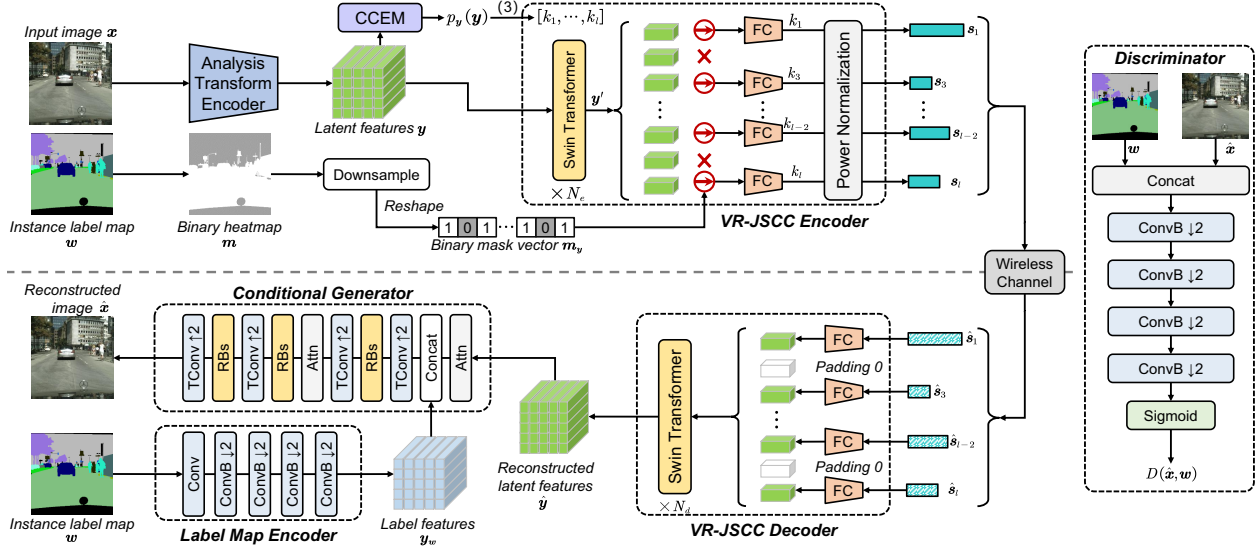 Input image x
Analysis
Transform
Encoder
CCEM
p_y(y)
(3)
[k_1, ⋯, k_l]
Latent features y
Swin Transformer
× N_e
y′
FC
k_1
FC
k_3
FC
k_{l−2}
FC
k_l
Power Normalization
s_1
s_3
s_{l−2}
s_l
VR-JSCC Encoder
Instance label map
w
Binary heatmap
m
Downsample
Reshape
1 0 1 ⋯ 1 0 1
Binary mask vector m_y
Wireless
Channel
Discriminator
w
x̂
Concat
ConvB ↓2
ConvB ↓2
ConvB ↓2
ConvB ↓2
Sigmoid
D(x̂, w)
Reconstructed
image x̂
Conditional Generator
TConv↑2
RBs
TConv↑2
RBs
Attn
TConv↑2
RBs
TConv↑2
Concat
Attn
Instance label map
w
Conv
ConvB↓2
ConvB↓2
ConvB↓2
ConvB↓2
Label Map Encoder
Label features
y_w
Reconstructed
latent features
ŷ
Swin Transformer
× N_d
FC
ŝ_1
Padding 0
FC
ŝ_3
FC
ŝ_{l−2}
Padding 0
FC
ŝ_l
VR-JSCC Decoder